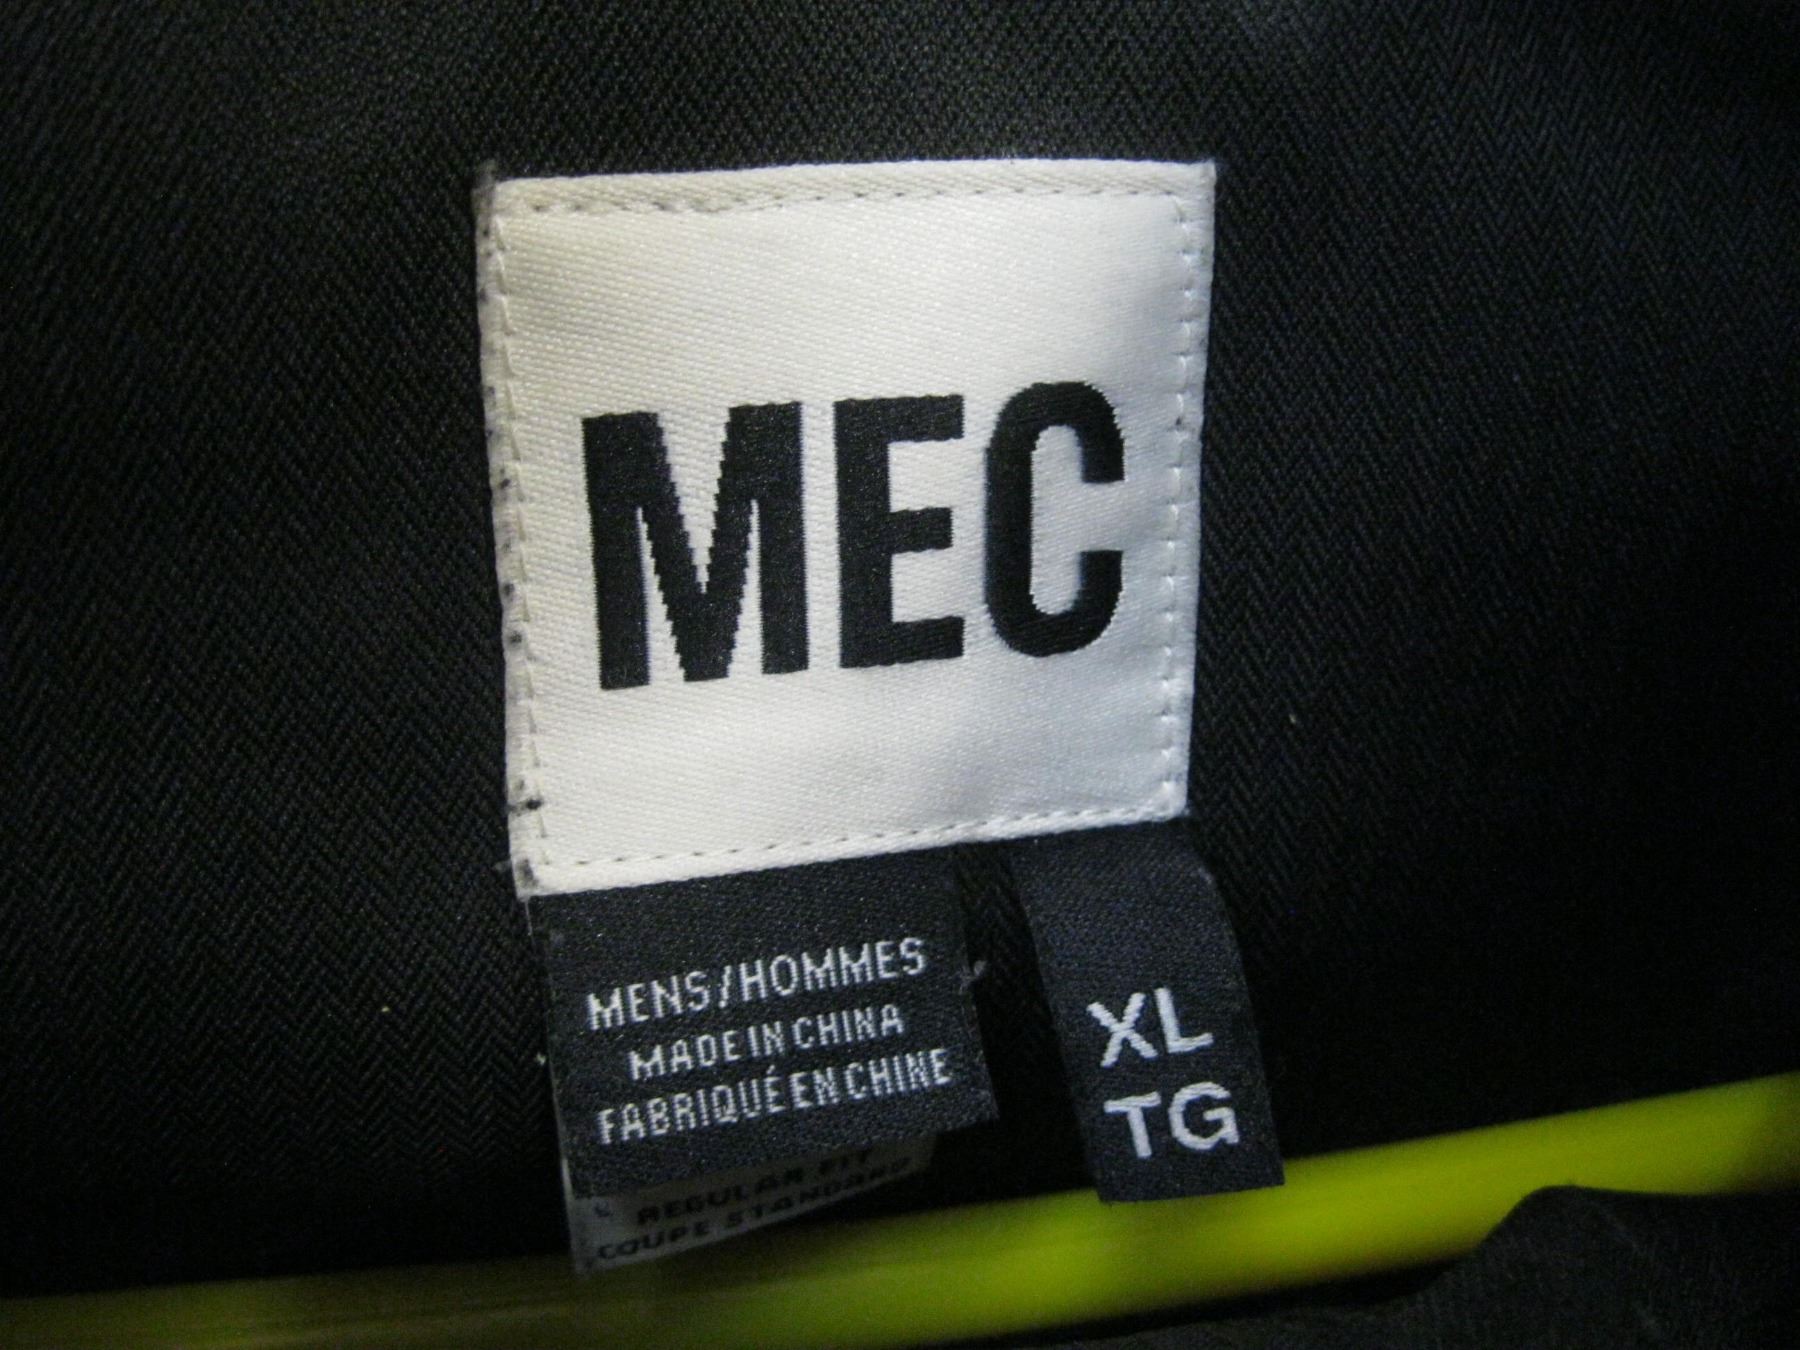 MEC
MENS/HOMMES
MADE IN CHINA
FABRIQUÉ EN CHINE
XL
TG
REGULAR FIT
COUPE STANDARD